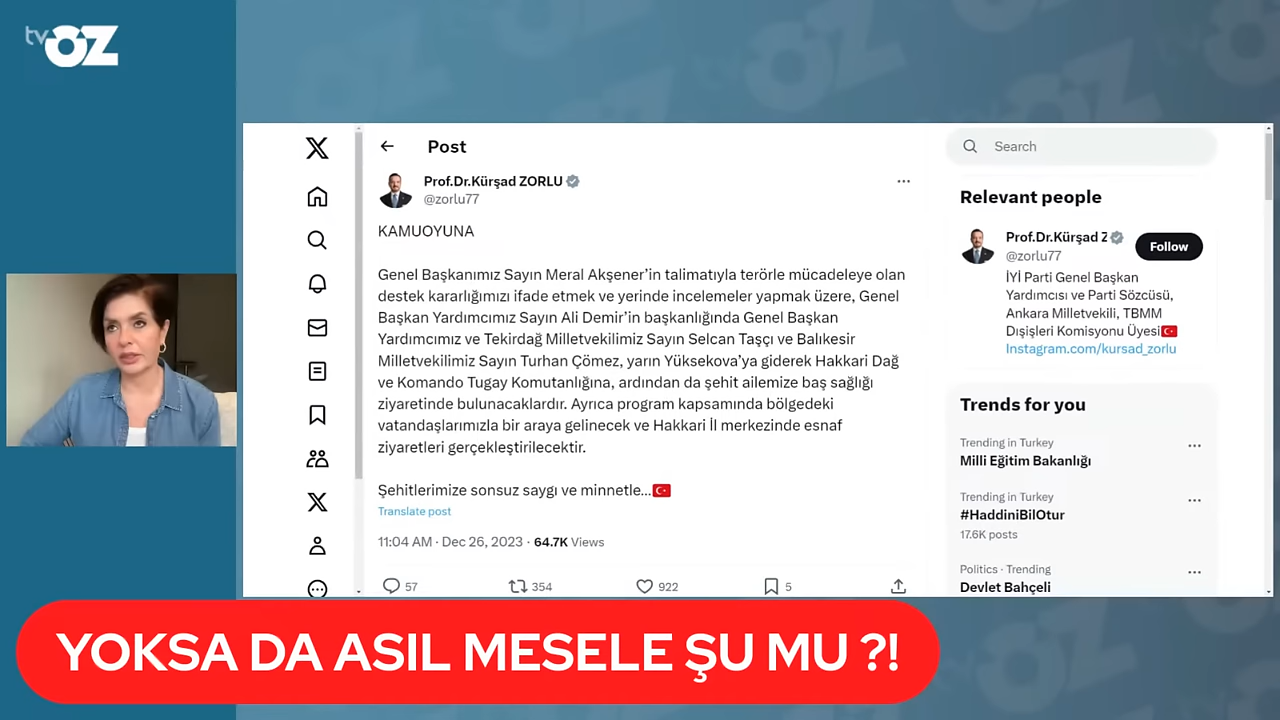 tv ÖZ
Post
Prof.Dr.Kürşad ZORLU
@zorlu77
KAMUOYUNA
Genel Başkanımız Sayın Meral Akşener’in talimatıyla terörle mücadeleye olan
destek kararlığımızı ifade etmek ve yerinde incelemeler yapmak üzere, Genel
Başkan Yardımcımız Sayın Ali Demir’in başkanlığında Genel Başkan
Yardımcımız ve Tekirdağ Milletvekilimiz Sayın Selcan Taşçı ve Balıkesir
Milletvekilimiz Sayın Turhan Çömez, yarın Yüksekova’ya giderek Hakkari Dağ
ve Komando Tugay Komutanlığına, ardından da şehit ailemize baş sağlığı
ziyaretinde bulunacaklardır. Ayrıca program kapsamında bölgedeki
vatandaşlarımızla bir araya gelinecek ve Hakkari İl merkezinde esnaf
ziyaretleri gerçekleştirilecektir.
Şehitlerimize sonsuz saygı ve minnetle...🇹🇷
Translate post
11:04 AM · Dec 26, 2023 · 64.7K Views
57 354 922 5
Search
Relevant people
Prof.Dr.Kürşad Z
@zorlu77
Follow
İYİ Parti Genel Başkan
Yardımcısı ve Parti Sözcüsü,
Ankara Milletvekili, TBMM
Dışişleri Komisyonu Üyesi🇹🇷
Instagram.com/kursad_zorlu
Trends for you
Trending in Turkey
Milli Eğitim Bakanlığı
Trending in Turkey
#HaddiniBilOtur
17.6K posts
Politics · Trending
Devlet Bahçeli
YOKSA DA ASIL MESELE ŞU MU ?!